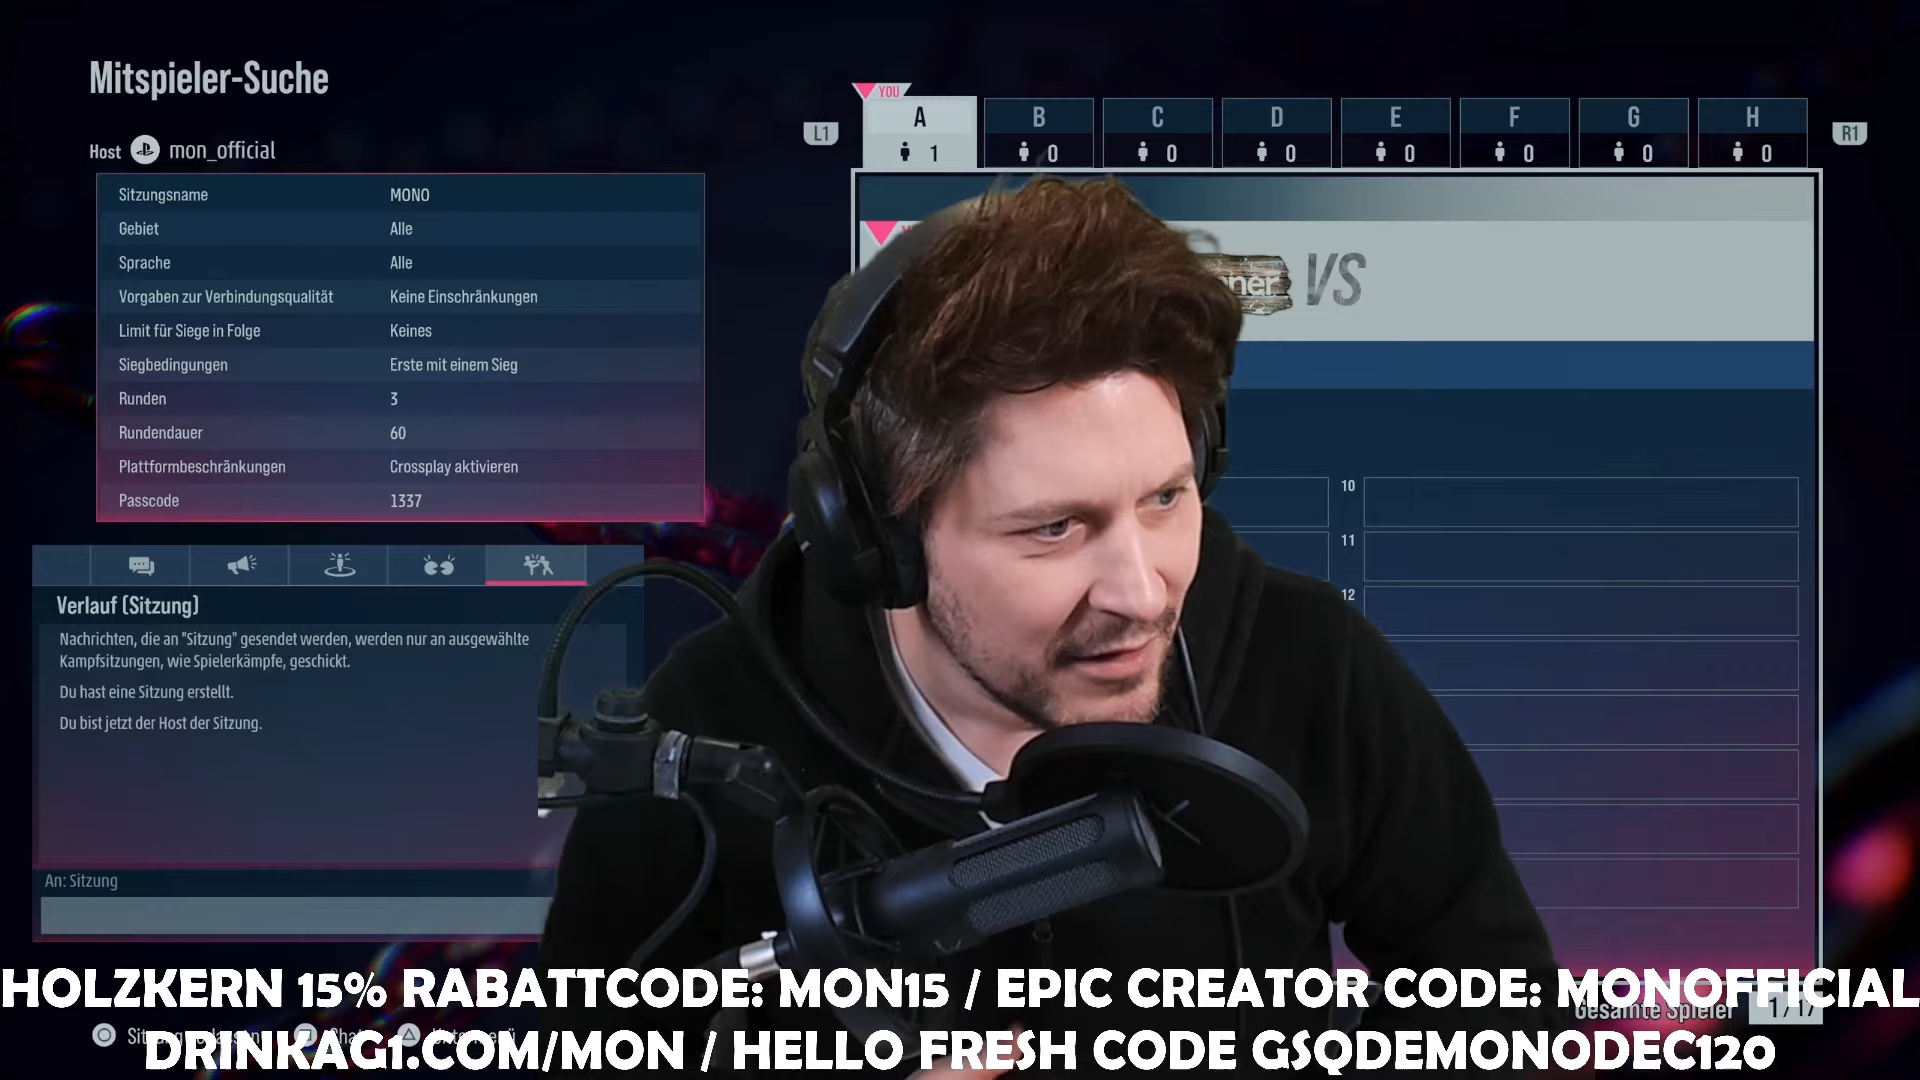 Mitspieler-Suche
Host mon_official
Sitzungsname MONO
Gebiet Alle
Sprache Alle
Vorgaben zur Verbindungsqualität Keine Einschränkungen
Limit für Siege in Folge Keines
Siegbedingungen Erste mit einem Sieg
Runden 3
Rundendauer 60
Plattformbeschränkungen Crossplay aktivieren
Passcode 1337
Verlauf (Sitzung)
Nachrichten, die an "Sitzung" gesendet werden, werden nur an ausgewählte
Kampfsitzungen, wie Spielerkämpfe, geschickt.
Du hast eine Sitzung erstellt.
Du bist jetzt der Host der Sitzung.
An: Sitzung
YOU
L1 A B C D E F G H R1
1 0 0 0 0 0 0 0
VS
10
11
12
Gesamte Spieler 1/17
HOLZKERN 15% RABATTCODE: MON15 / EPIC CREATOR CODE: MONOFFICIAL
DRINKAG1.COM/MON / HELLO FRESH CODE GSQDEMONODEC120